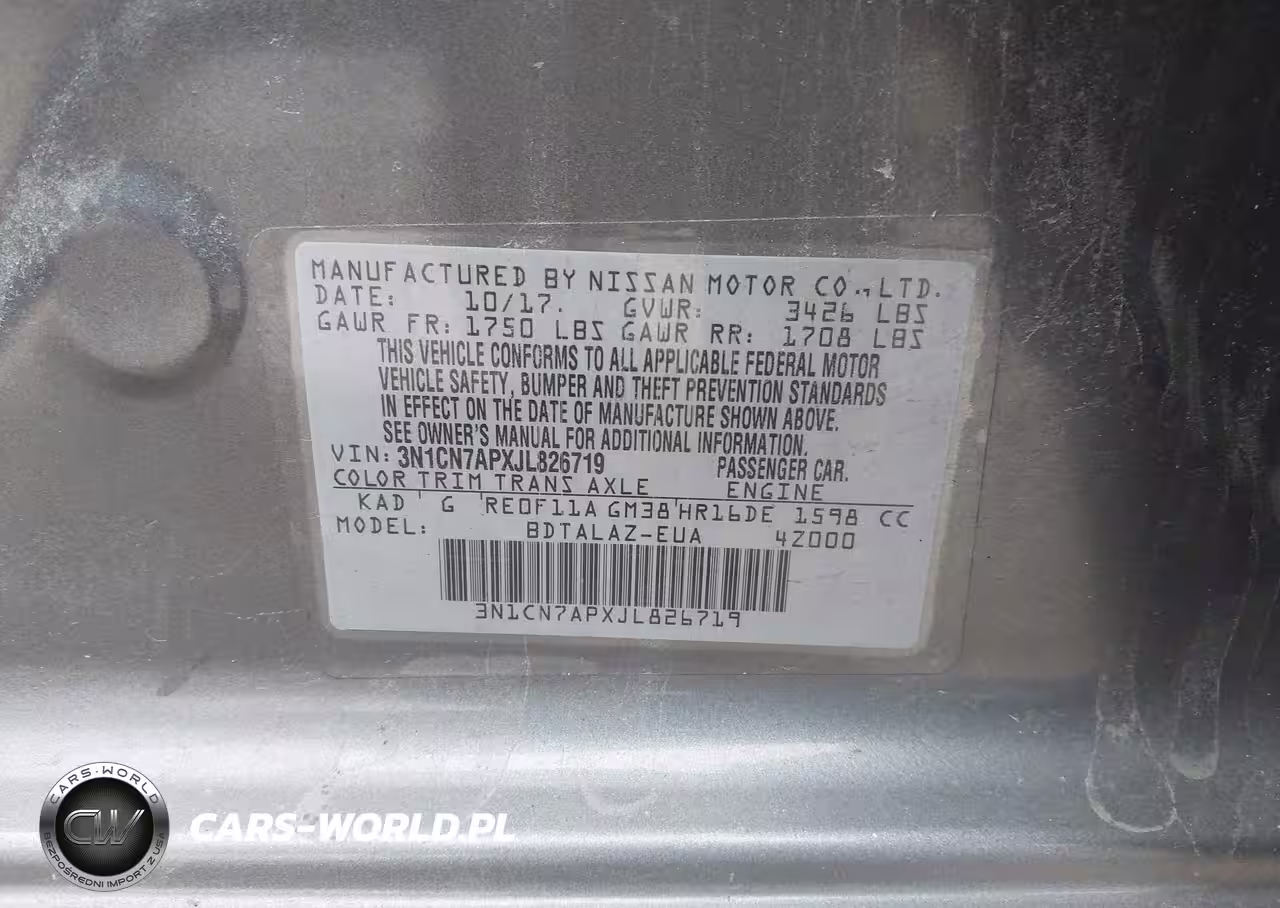 MANUFACTURED BY NISSAN MOTOR CO., LTD.
DATE: 10/17. GVWR: 3426 LBS
GAWR FR: 1750 LBS GAWR RR: 1708 LBS
THIS VEHICLE CONFORMS TO ALL APPLICABLE FEDERAL MOTOR
VEHICLE SAFETY, BUMPER AND THEFT PREVENTION STANDARDS
IN EFFECT ON THE DATE OF MANUFACTURE SHOWN ABOVE.
SEE OWNER'S MANUAL FOR ADDITIONAL INFORMATION.
VIN: 3N1CN7APXJL826719 PASSENGER CAR.
COLOR TRIM TRANS AXLE ENGINE
KAD G RE0F11A GM38 HR16DE 1598 CC
MODEL: BDTALAZ-EUA 4Z000
3N1CN7APXJL826719
CARS-WORLD
CW
BEZPOŚREDNI IMPORT Z USA
CARS-WORLD.PL